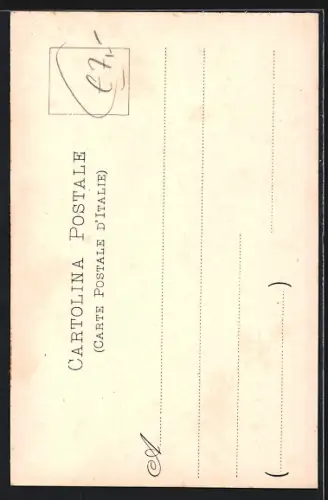 €7,-
CARTOLINA POSTALE
(CARTE POSTALE D'ITALIE)
A
( )